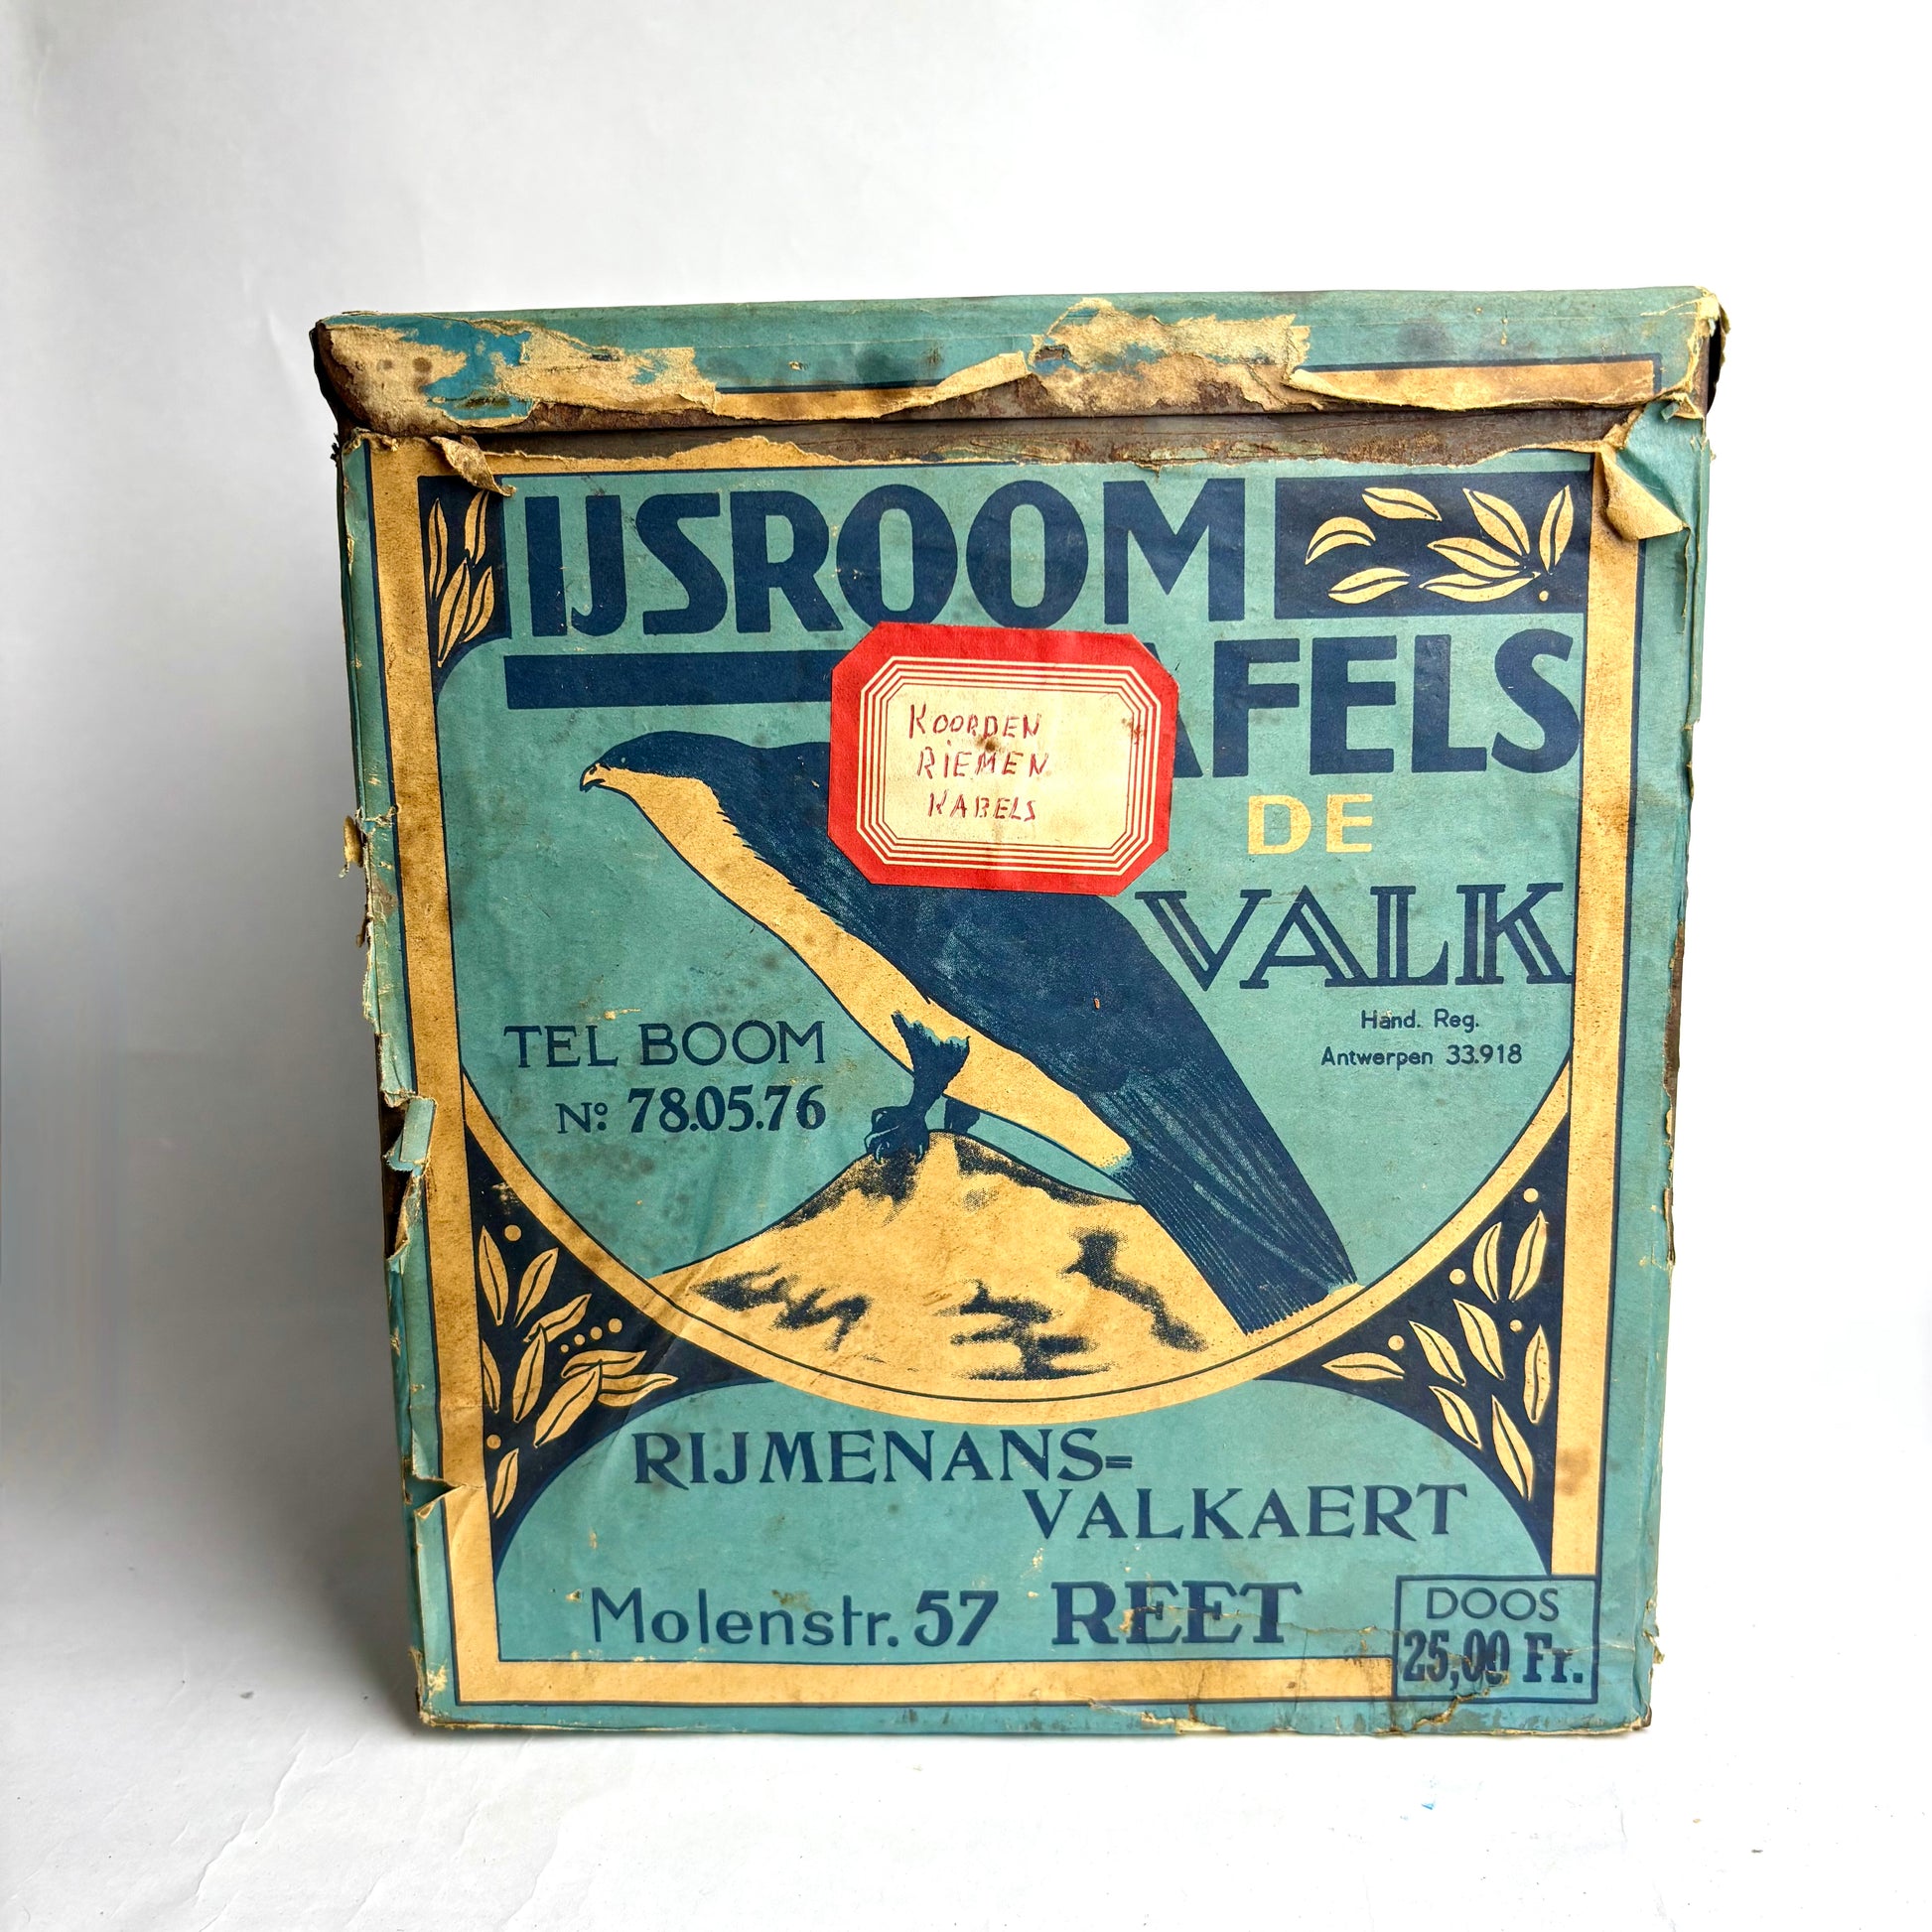 IJSROOM
AFELS
DE
VALK
KOORDEN
RIEMEN
KABELS
Hand. Reg.
Antwerpen 33.918
TEL BOOM
No: 78.05.76
RIJMENANS=
VALKAERT
Molenstr. 57 REET
DOOS
25,00 Fr.